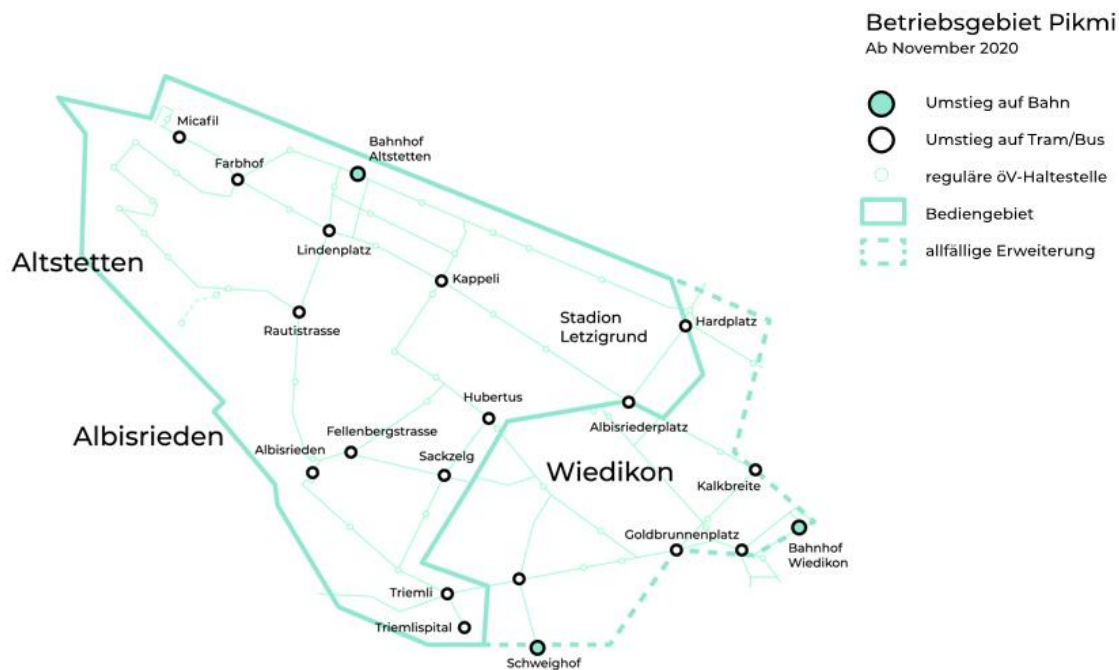 Betriebsgebiet Pikmi
Ab November 2020
Umstieg auf Bahn
Umstieg auf Tram/Bus
reguläre öV-Haltestelle
Bediengebiet
allfällige Erweiterung
Micafil
Bahnhof
Altstetten
Farbhof
Lindenplatz
Altstetten
Kappeli
Rautistrasse
Stadion
Letzigrund
Hardplatz
Hubertus
Albisriederplatz
Albisrieden
Fellenbergstrasse
Albisrieden
Sackzelg
Wiedikon
Kalkbreite
Goldbrunnenplatz
Bahnhof
Wiedikon
Triemli
Triemlispital
Schweighof